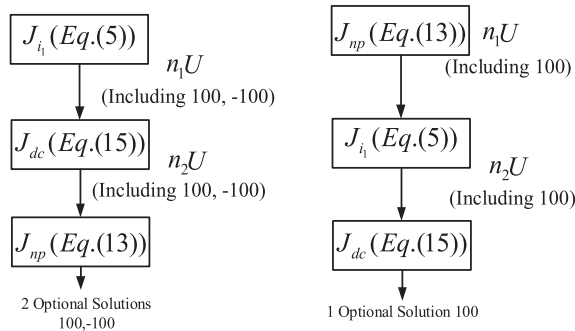 J_{i_1}(Eq.(5))
n_1U
(Including 100, -100)
J_{dc}(Eq.(15))
n_2U
(Including 100, -100)
J_{np}(Eq.(13))
2 Optional Solutions
100,-100
J_{np}(Eq.(13))
n_1U
(Including 100)
J_{i_1}(Eq.(5))
n_2U
(Including 100)
J_{dc}(Eq.(15))
1 Optional Solution 100